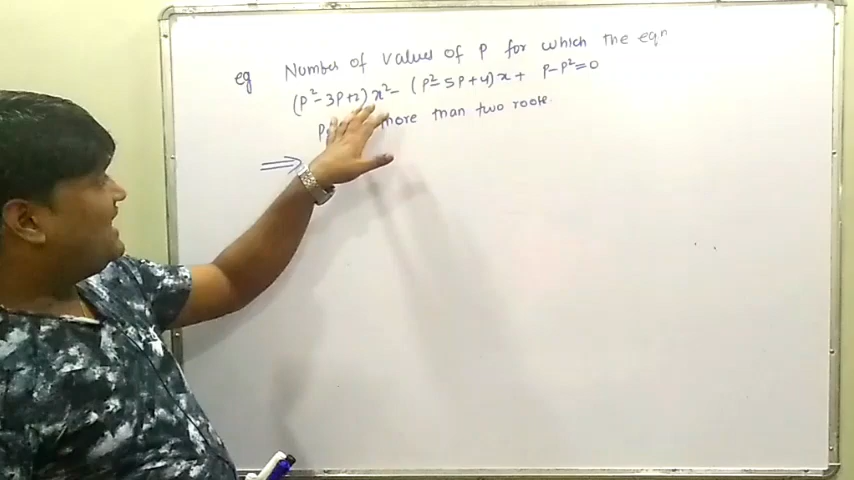 eg Number of values of P for which the eqn
(P² - 3P + 2) x² - (P² - 5P + 4) x + P - P² = 0
more than two roots.
⇒